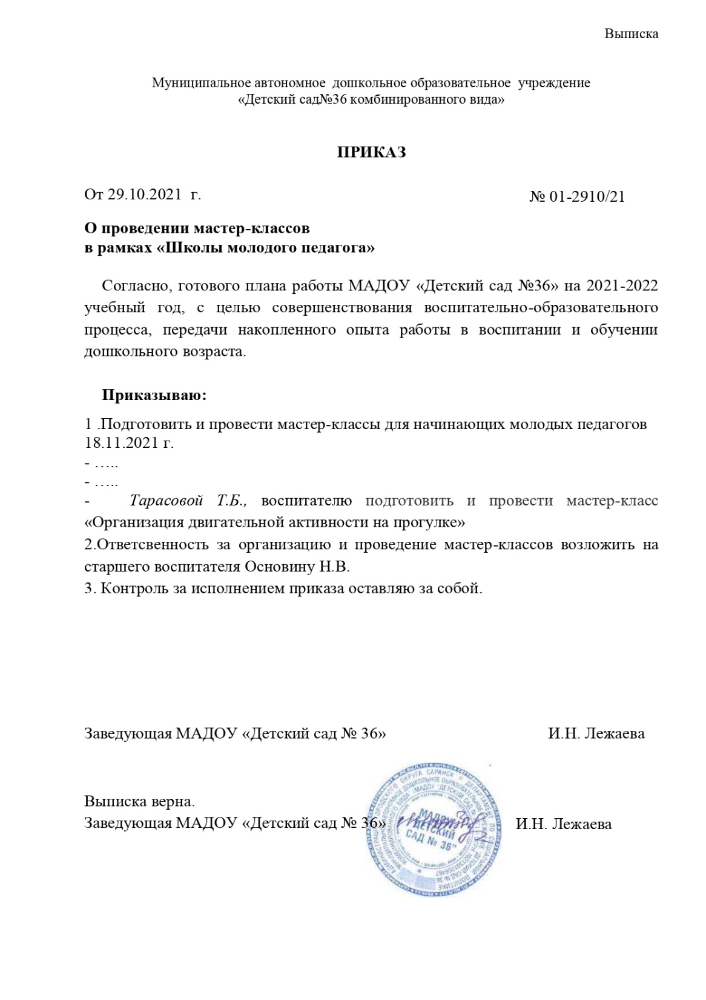 Выписка
Муниципальное автономное дошкольное образовательное учреждение
«Детский сад№36 комбинированного вида»
ПРИКАЗ
От 29.10.2021 г.
№ 01-2910/21
О проведении мастер-классов
в рамках «Школы молодого педагога»
Согласно, готового плана работы МАДОУ «Детский сад №36» на 2021-2022
учебный год, с целью совершенствования воспитательно-образовательного
процесса, передачи накопленного опыта работы в воспитании и обучении
дошкольного возраста.
Приказываю:
1 .Подготовить и провести мастер-классы для начинающих молодых педагогов
18.11.2021 г.
- …..
- …..
- Тарасовой Т.Б., воспитателю подготовить и провести мастер-класс
«Организация двигательной активности на прогулке»
2.Ответсвенность за организацию и проведение мастер-классов возложить на
старшего воспитателя Основину Н.В.
3. Контроль за исполнением приказа оставляю за собой.
Заведующая МАДОУ «Детский сад № 36»
И.Н. Лежаева
Выписка верна.
Заведующая МАДОУ «Детский сад № 36»
И.Н. Лежаева
МАДОУ
"ДЕТСКИЙ
САД № 36"